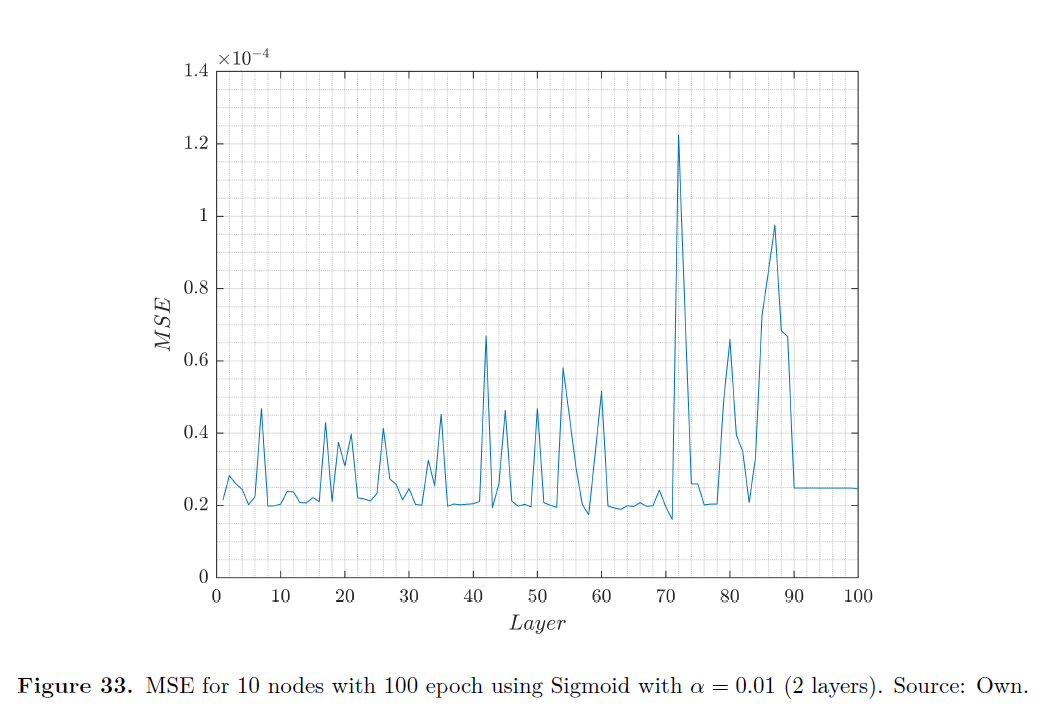 ×10⁻⁴
1.4
1.2
1
0.8
0.6
0.4
0.2
0
MSE
0 10 20 30 40 50 60 70 80 90 100
Layer
Figure 33. MSE for 10 nodes with 100 epoch using Sigmoid with α = 0.01 (2 layers). Source: Own.